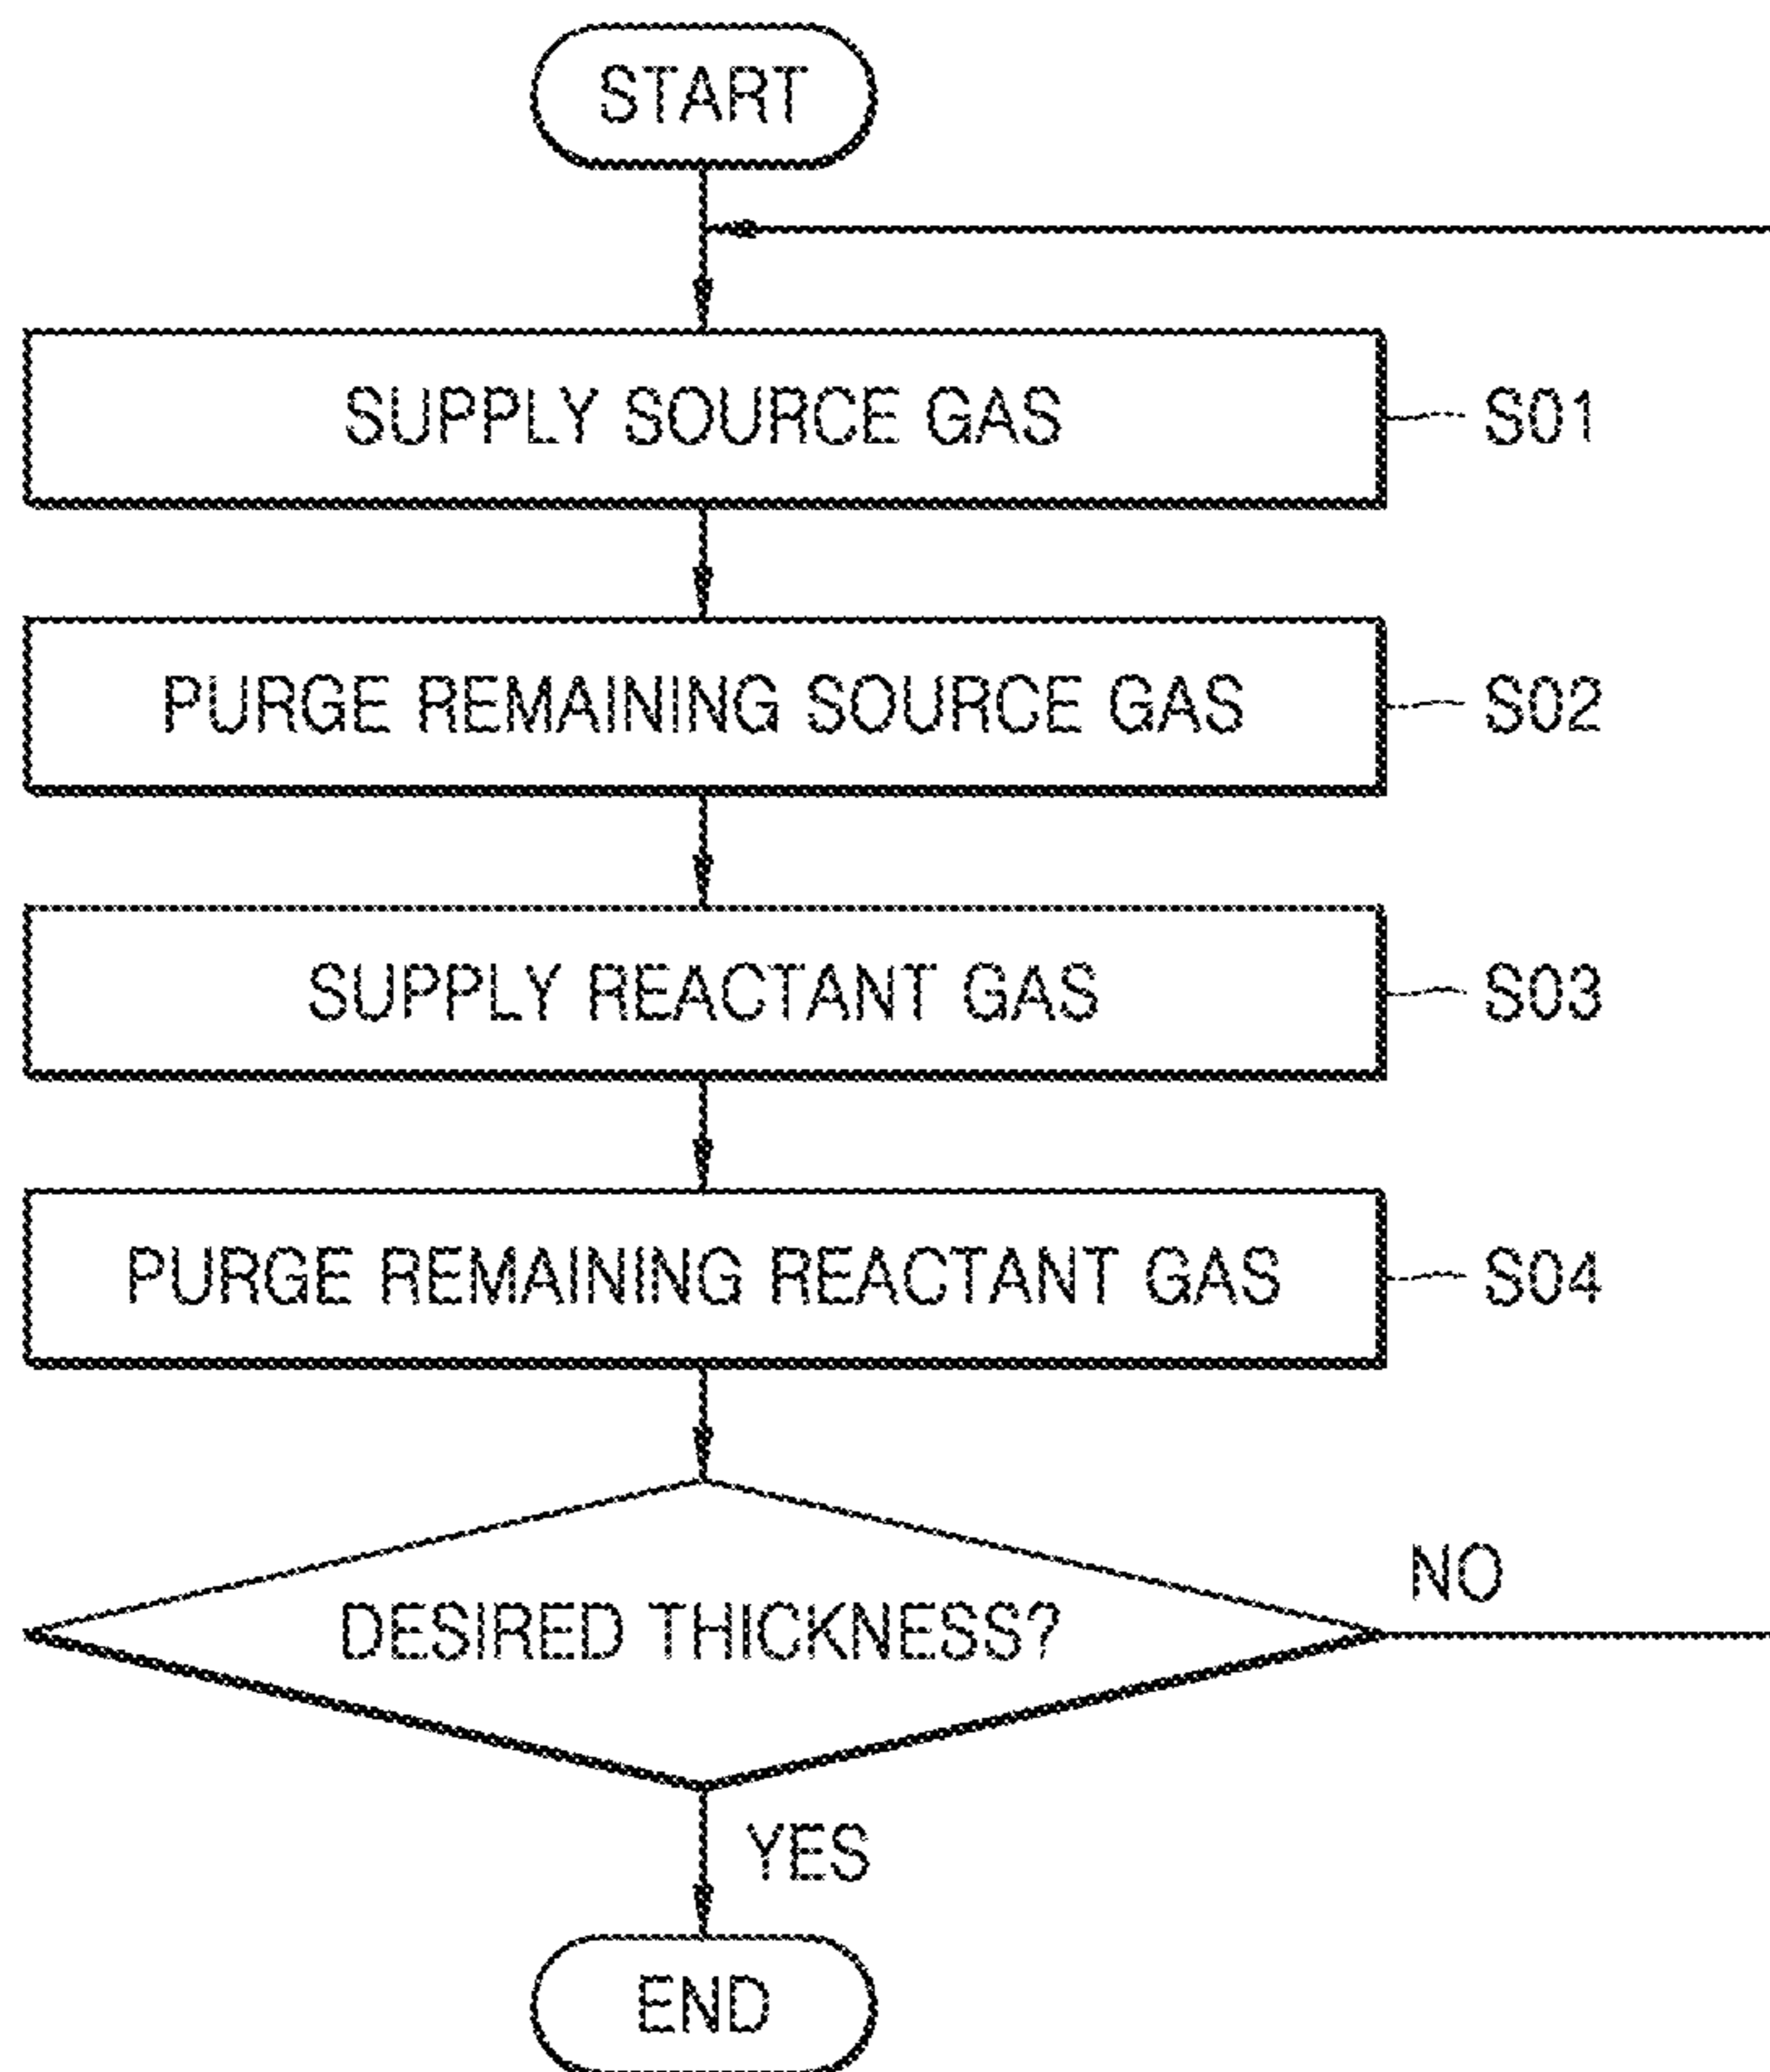 START
SUPPLY SOURCE GAS
S01
PURGE REMAINING SOURCE GAS
S02
SUPPLY REACTANT GAS
S03
PURGE REMAINING REACTANT GAS
S04
DESIRED THICKNESS?
NO
YES
END